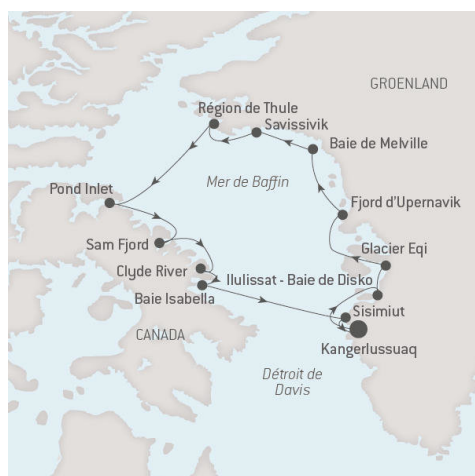 GROENLAND
Région de Thule
Savissivik
Baie de Melville
Mer de Baffin
Pond Inlet
Fjord d'Upernavik
Sam Fjord
Glacier Eqi
Clyde River
Ilulissat - Baie de Disko
Baie Isabella
Sisimiut
CANADA
Kangerlussuaq
Détroit de
Davis